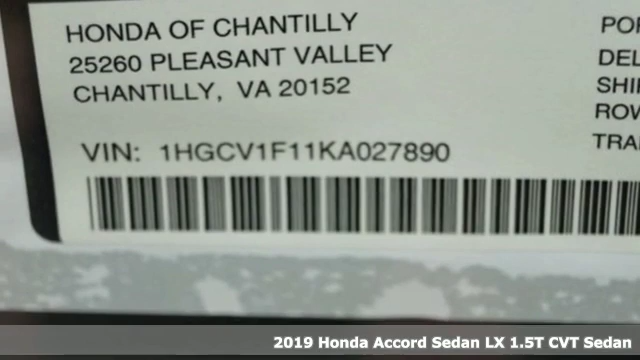 HONDA OF CHANTILLY
25260 PLEASANT VALLEY
CHANTILLY, VA 20152
VIN: 1HGCV1F11KA027890
POR
DEL
SHI
ROW
TRA
2019 Honda Accord Sedan LX 1.5T CVT Sedan